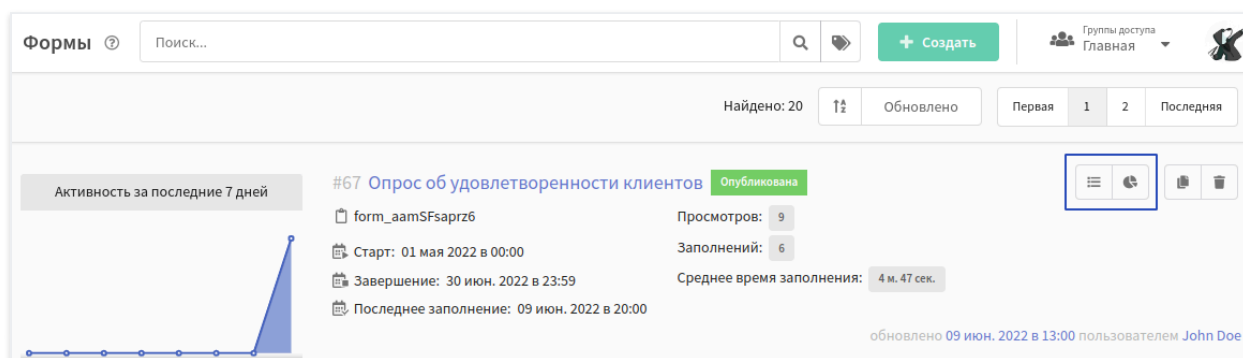 Формы
Поиск...
Создать
Группы доступа
Главная
Найдено: 20
Обновлено
Первая 1 2 Последняя
Активность за последние 7 дней
#67 Опрос об удовлетворенности клиентов Опубликована
form_aamSFsaprz6
Просмотров: 9
Старт: 01 мая 2022 в 00:00
Заполнений: 6
Завершение: 30 июн. 2022 в 23:59
Среднее время заполнения: 4 м. 47 сек.
Последнее заполнение: 09 июн. 2022 в 20:00
обновлено 09 июн. 2022 в 13:00 пользователем John Doe